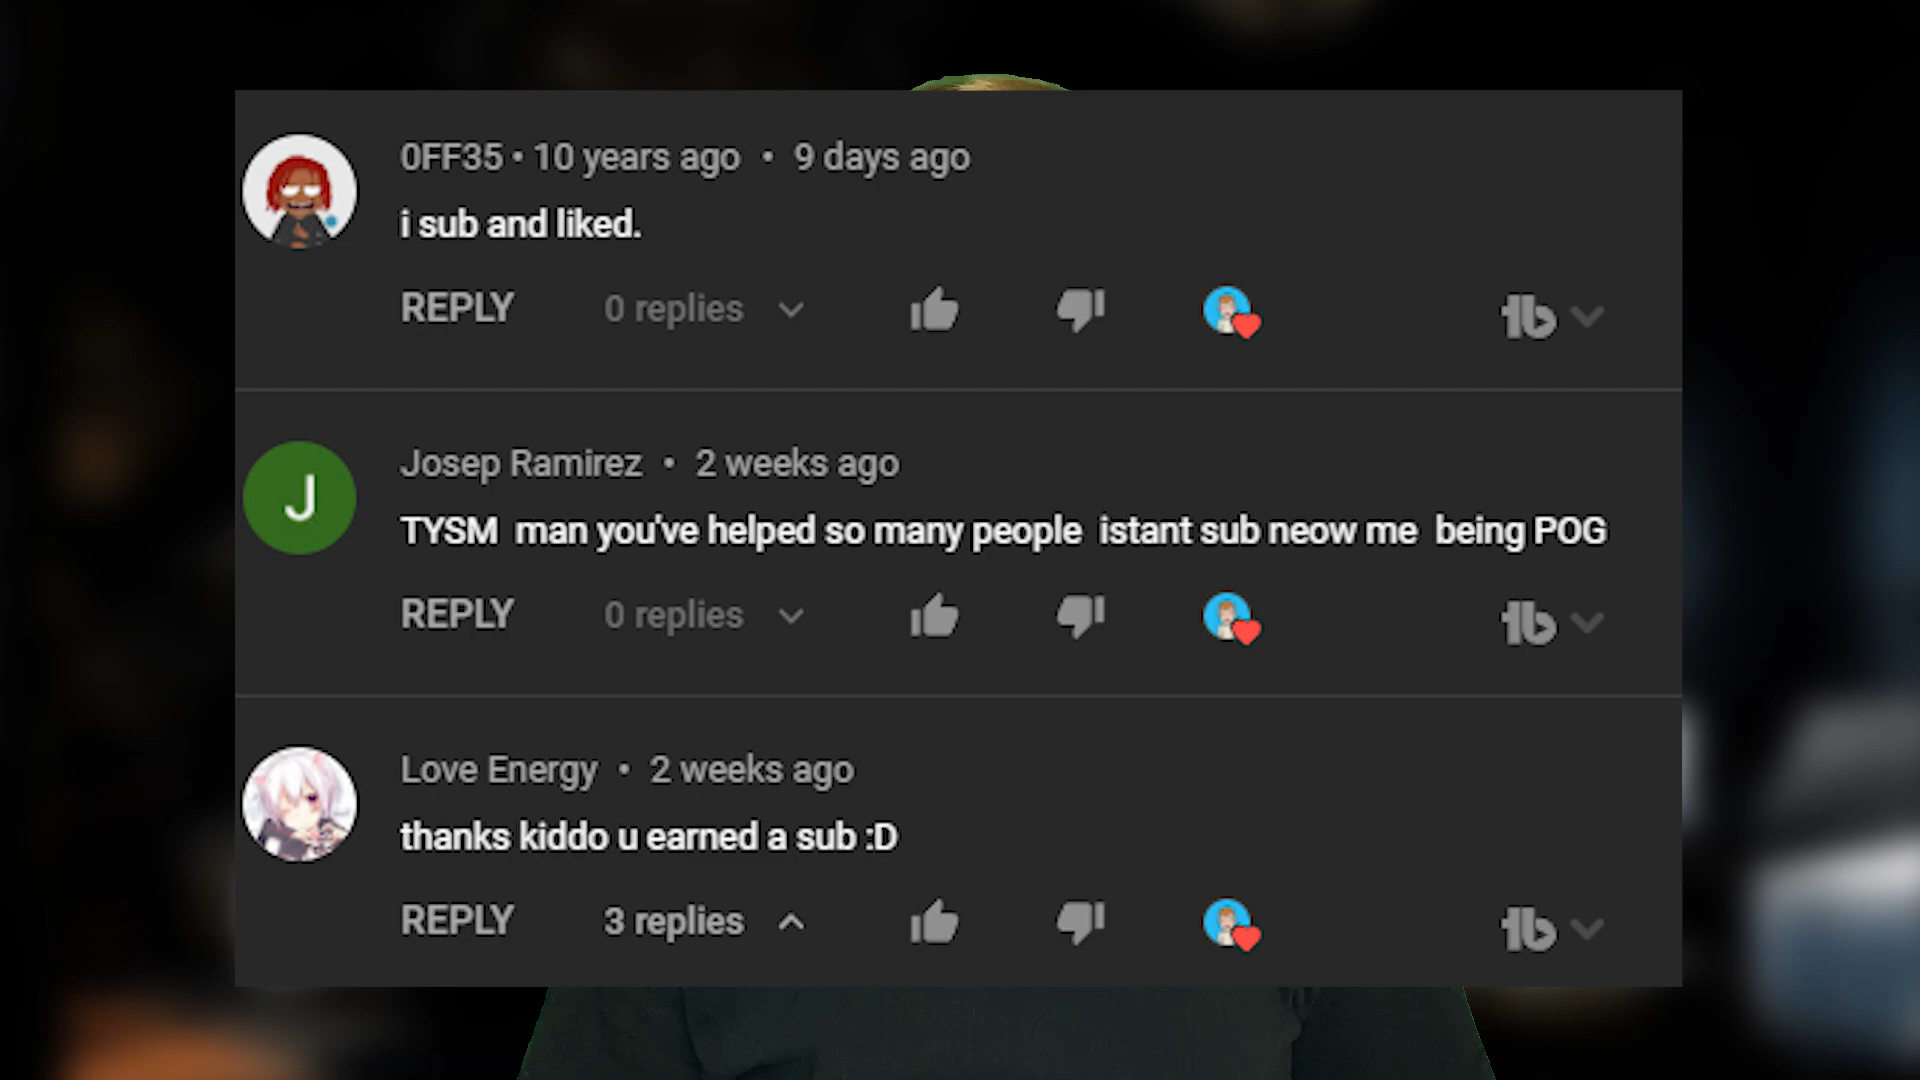 0FF35 • 10 years ago • 9 days ago
i sub and liked.
REPLY 0 replies
J
Josep Ramirez • 2 weeks ago
TYSM man you've helped so many people istant sub neow me being POG
REPLY 0 replies
Love Energy • 2 weeks ago
thanks kiddo u earned a sub :D
REPLY 3 replies